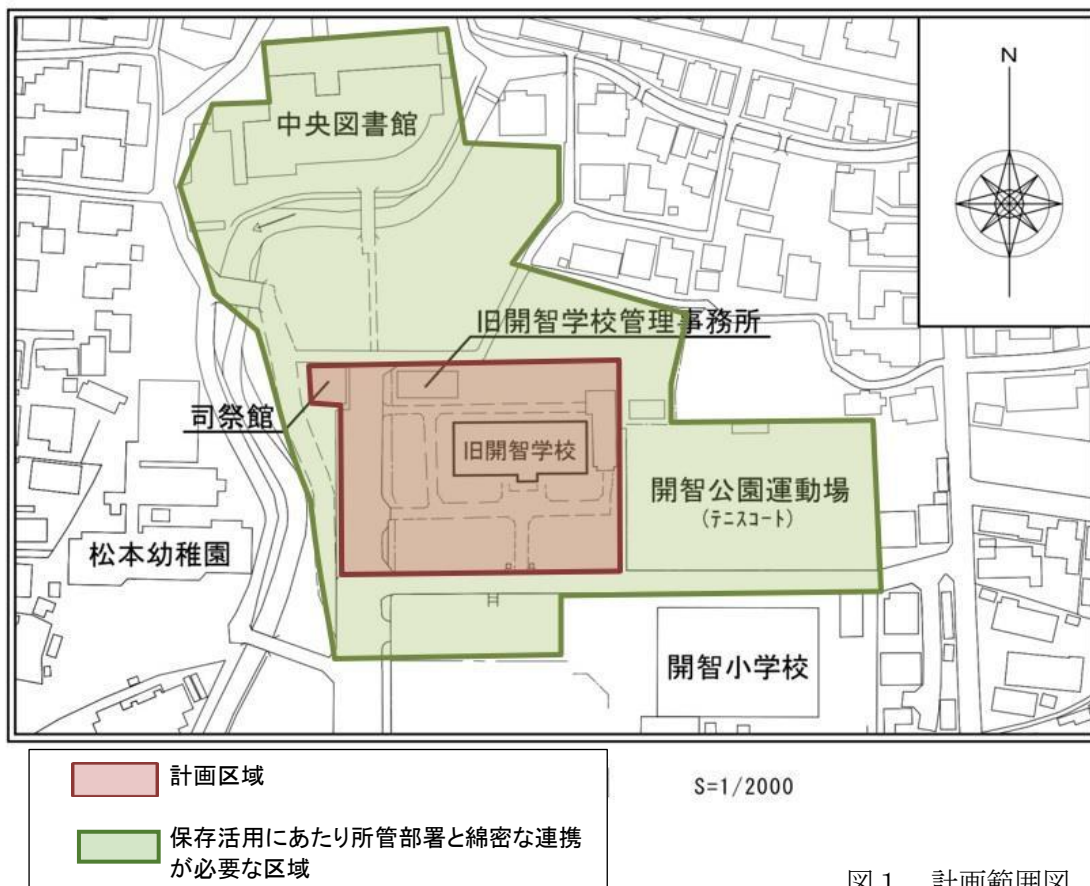 N
中央図書館
旧開智学校管理事務所
司祭館
旧開智学校
開智公園運動場
(テニスコート)
松本幼稚園
開智小学校
計画区域
S=1/2000
保存活用にあたり所管部署と綿密な連携
が必要な区域
図1 計画範囲図